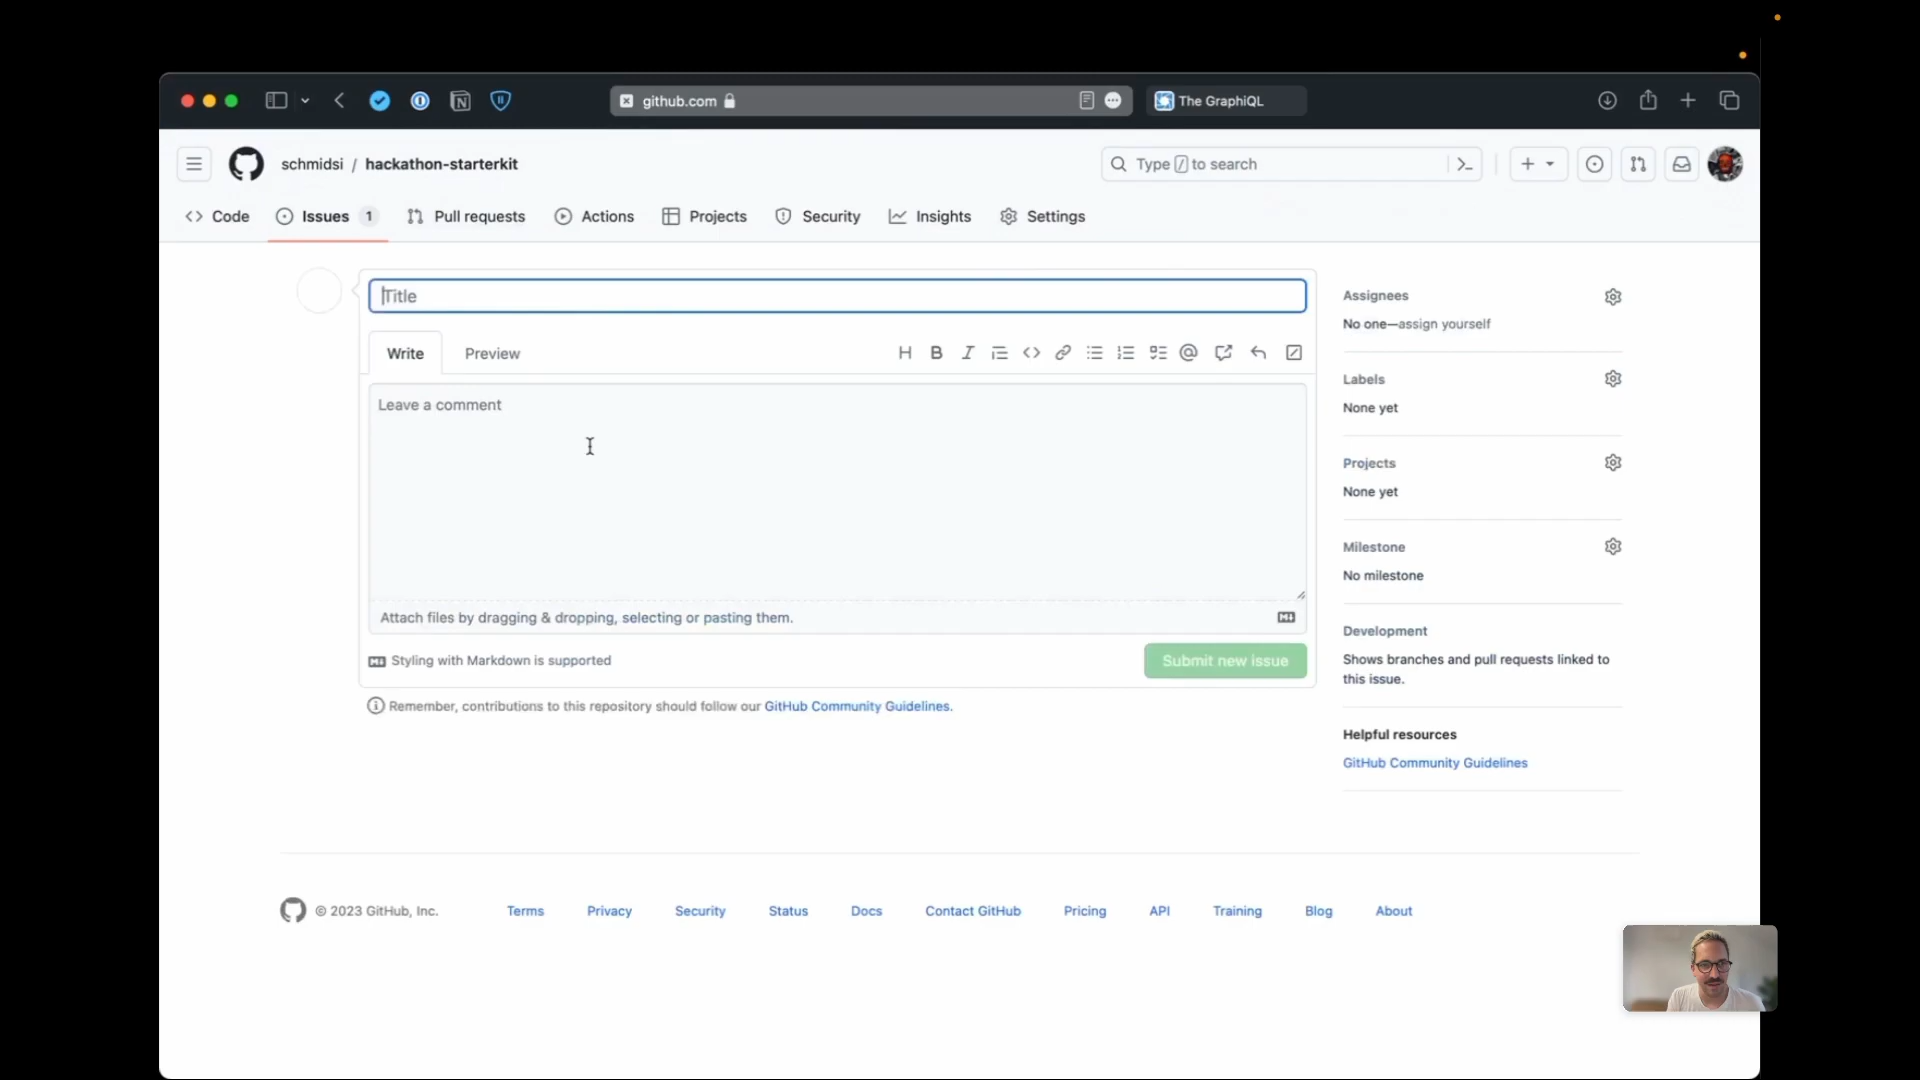 github.com
The GraphiQL
schmidsi / hackathon-starterkit
Type / to search
Code
Issues 1
Pull requests
Actions
Projects
Security
Insights
Settings
Title
Write
Preview
Leave a comment
Attach files by dragging & dropping, selecting or pasting them.
Styling with Markdown is supported
Submit new issue
Remember, contributions to this repository should follow our GitHub Community Guidelines.
Assignees
No one—assign yourself
Labels
None yet
Projects
None yet
Milestone
No milestone
Development
Shows branches and pull requests linked to
this issue.
Helpful resources
GitHub Community Guidelines
© 2023 GitHub, Inc.
Terms
Privacy
Security
Status
Docs
Contact GitHub
Pricing
API
Training
Blog
About